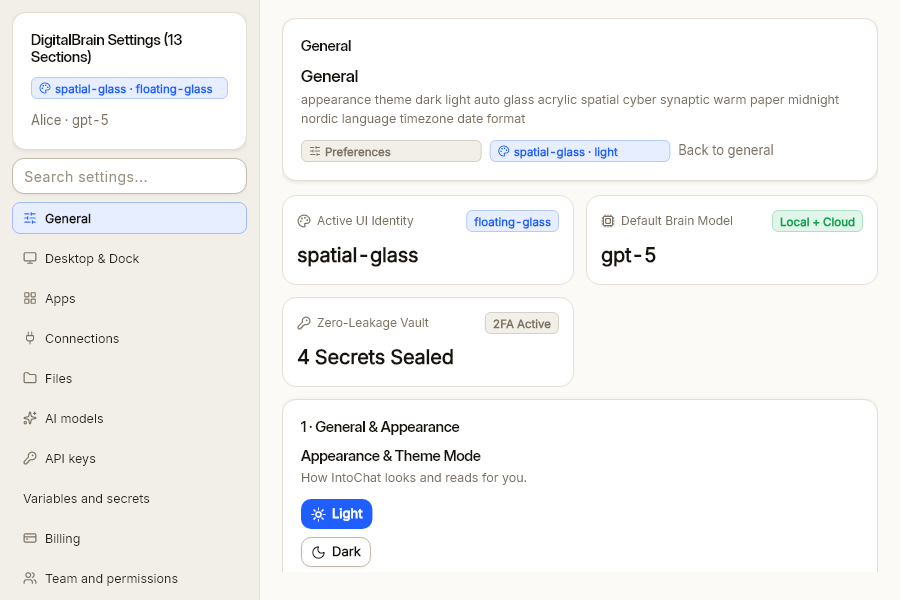 DigitalBrain Settings (13
Sections)
spatial-glass · floating-glass
Alice · gpt-5
Search settings...
General
Desktop & Dock
Apps
Connections
Files
AI models
API keys
Variables and secrets
Billing
Team and permissions
General
General
appearance theme dark light auto glass acrylic spatial cyber synaptic warm paper midnight
nordic language timezone date format
Preferences
spatial-glass · light
Back to general
Active UI Identity
floating-glass
spatial-glass
Default Brain Model
Local + Cloud
gpt-5
Zero-Leakage Vault
2FA Active
4 Secrets Sealed
1 · General & Appearance
Appearance & Theme Mode
How IntoChat looks and reads for you.
Light
Dark